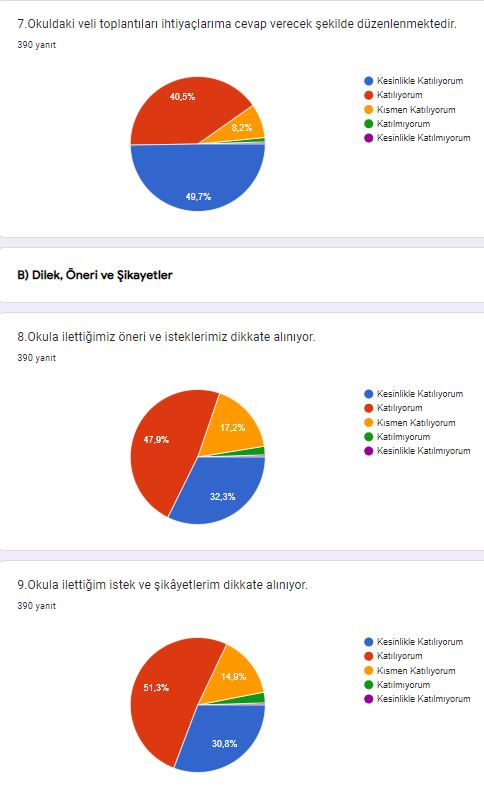 7.Okuldaki veli toplantıları ihtiyaçlarıma cevap verecek şekilde düzenlenmektedir.
390 yanıt
Kesinlikle Katılıyorum
Katılıyorum
Kısmen Katılıyorum
Katılmıyorum
Kesinlikle Katılmıyorum
40,5%
8,2%
49,7%
B) Dilek, Öneri ve Şikayetler
8.Okula ilettiğimiz öneri ve isteklerimiz dikkate alınıyor.
390 yanıt
Kesinlikle Katılıyorum
Katılıyorum
Kısmen Katılıyorum
Katılmıyorum
Kesinlikle Katılmıyorum
47,9%
17,2%
32,3%
9.Okula ilettiğim istek ve şikâyetlerim dikkate alınıyor.
390 yanıt
Kesinlikle Katılıyorum
Katılıyorum
Kısmen Katılıyorum
Katılmıyorum
Kesinlikle Katılmıyorum
51,3%
14,9%
30,8%